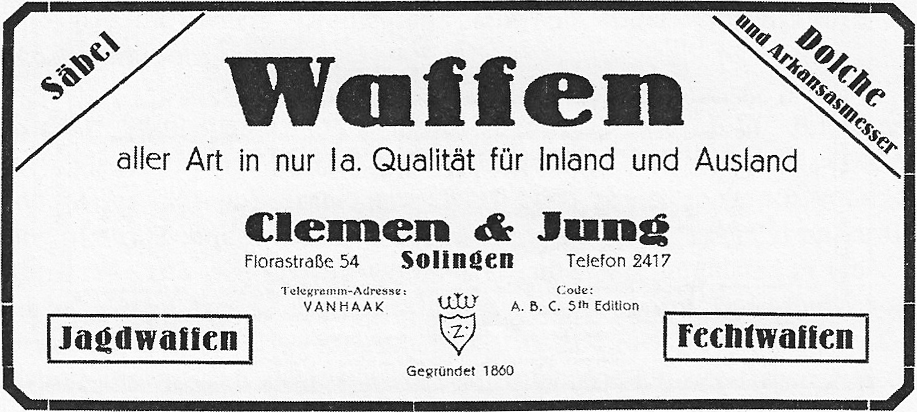 Säbel
Dolche
und Arkansasmesser
Waffen
aller Art in nur Ia. Qualität für Inland und Ausland
Clemen & Jung
Florastraße 54 Solingen Telefon 2417
Telegramm-Adresse: Code:
VANHAAK A. B. C. 5th Edition
·Z·
Jagdwaffen Fechtwaffen
Gegründet 1860